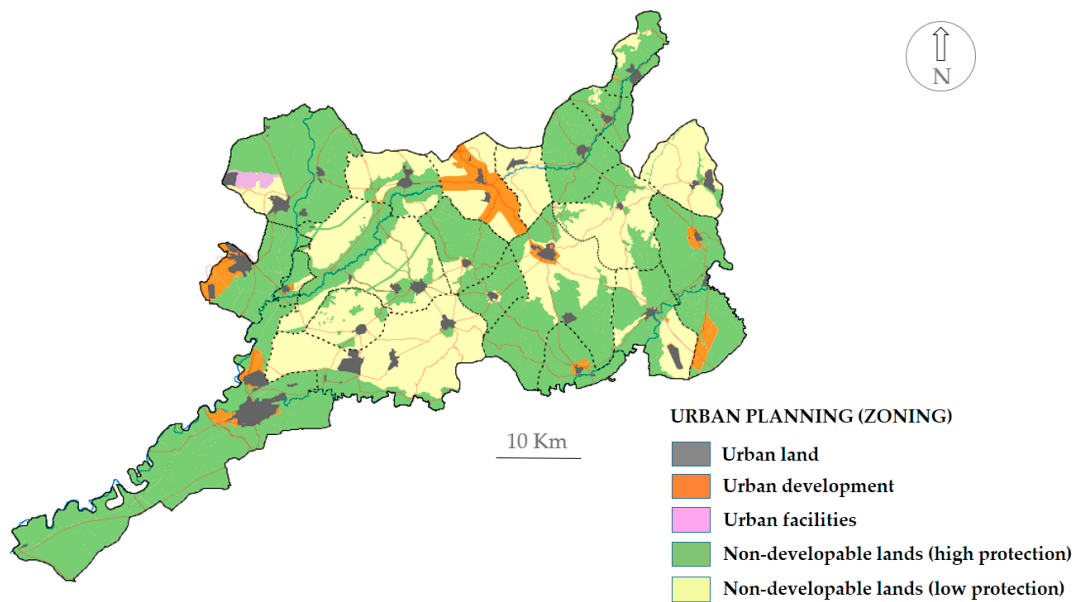 N
10 Km
URBAN PLANNING (ZONING)
Urban land
Urban development
Urban facilities
Non-developable lands (high protection)
Non-developable lands (low protection)